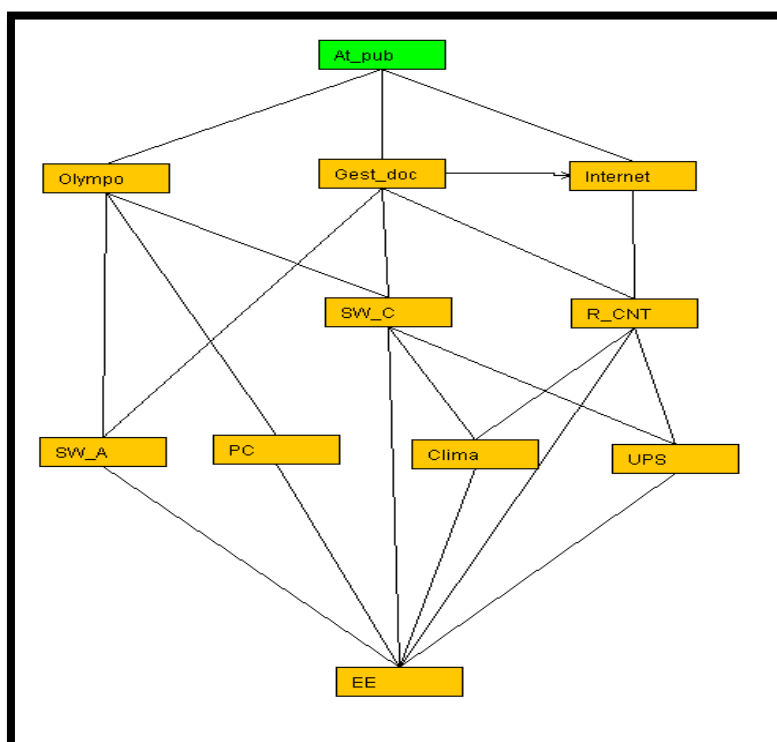 At_pub
Olympo
Gest_doc
Internet
SW_C
R_CNT
SW_A
PC
Clima
UPS
EE